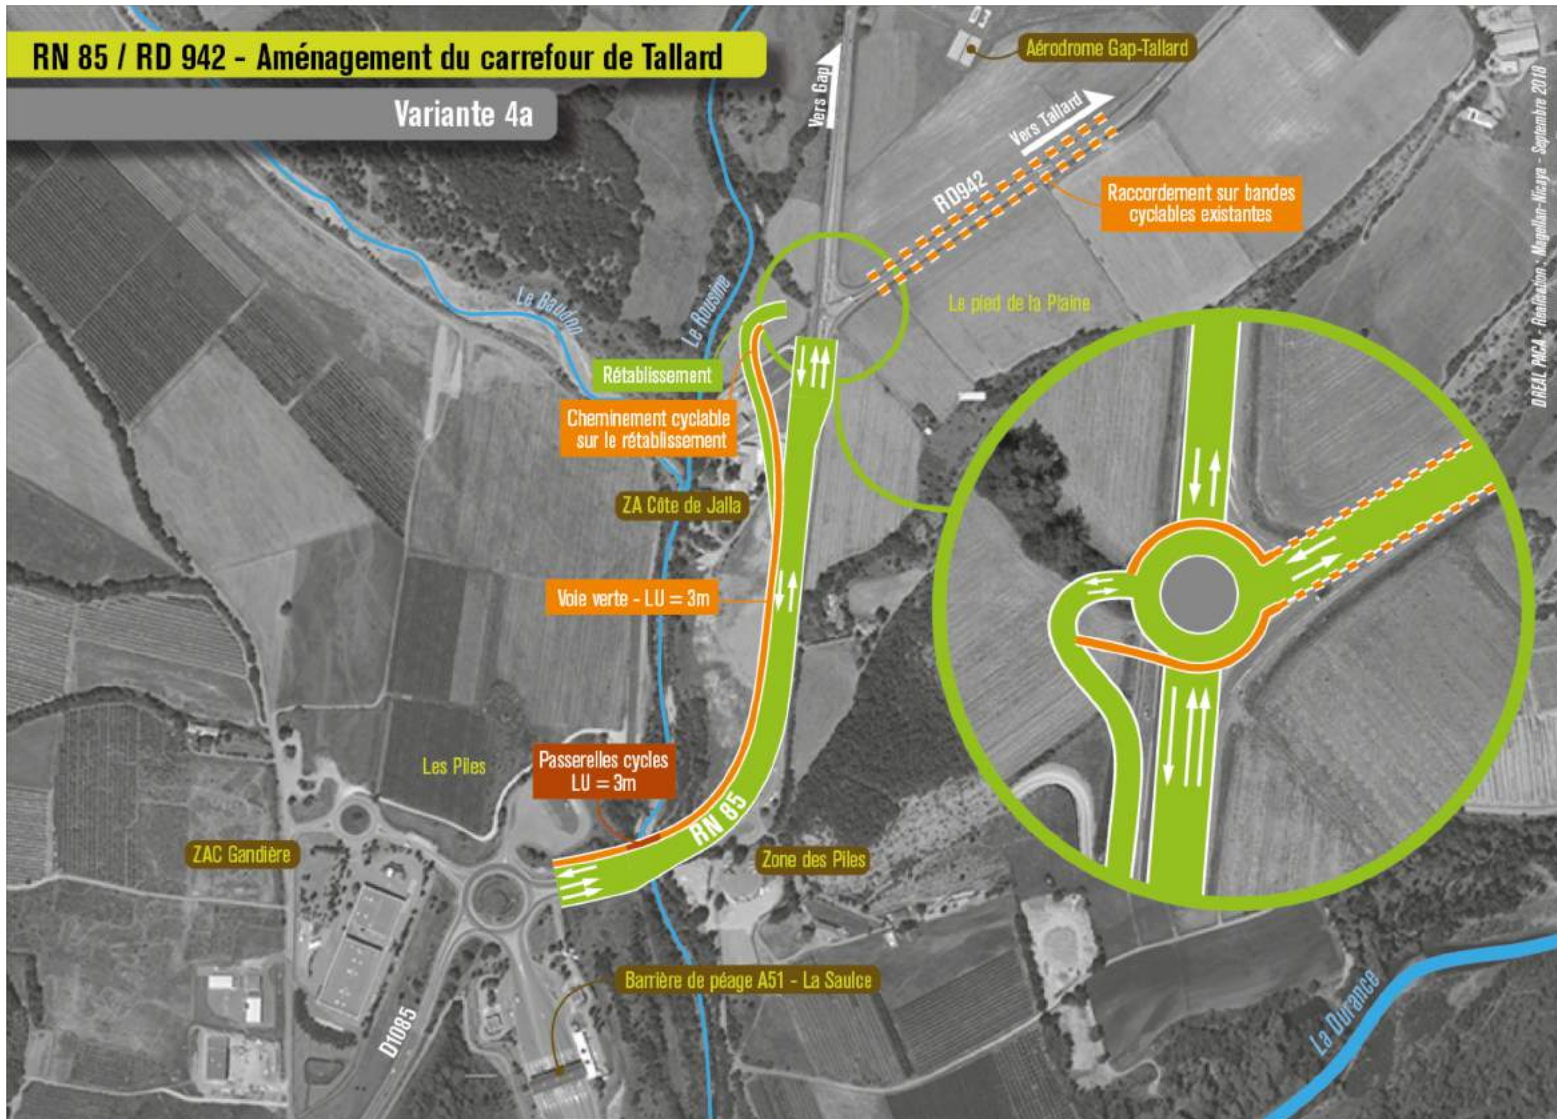 RN 85 / RD 942 - Aménagement du carrefour de Tallard
Variante 4a
Vers Gap
Aérodrome Gap-Tallard
Vers Tallard
RD942
Raccordement sur bandes
cyclables existantes
DREAL PACA - Réalisation : Magellan-Nicaya - Septembre 2018
Le Baudon
Le Rousine
Le pied de la Plaine
Rétablissement
Cheminement cyclable
sur le rétablissement
ZA Côte de Jalla
Voie verte - LU = 3m
Les Piles
Passerelles cycles
LU = 3m
RN 85
ZAC Gandière
Zone des Piles
Barrière de péage A51 - La Saulce
D1085
La Durance